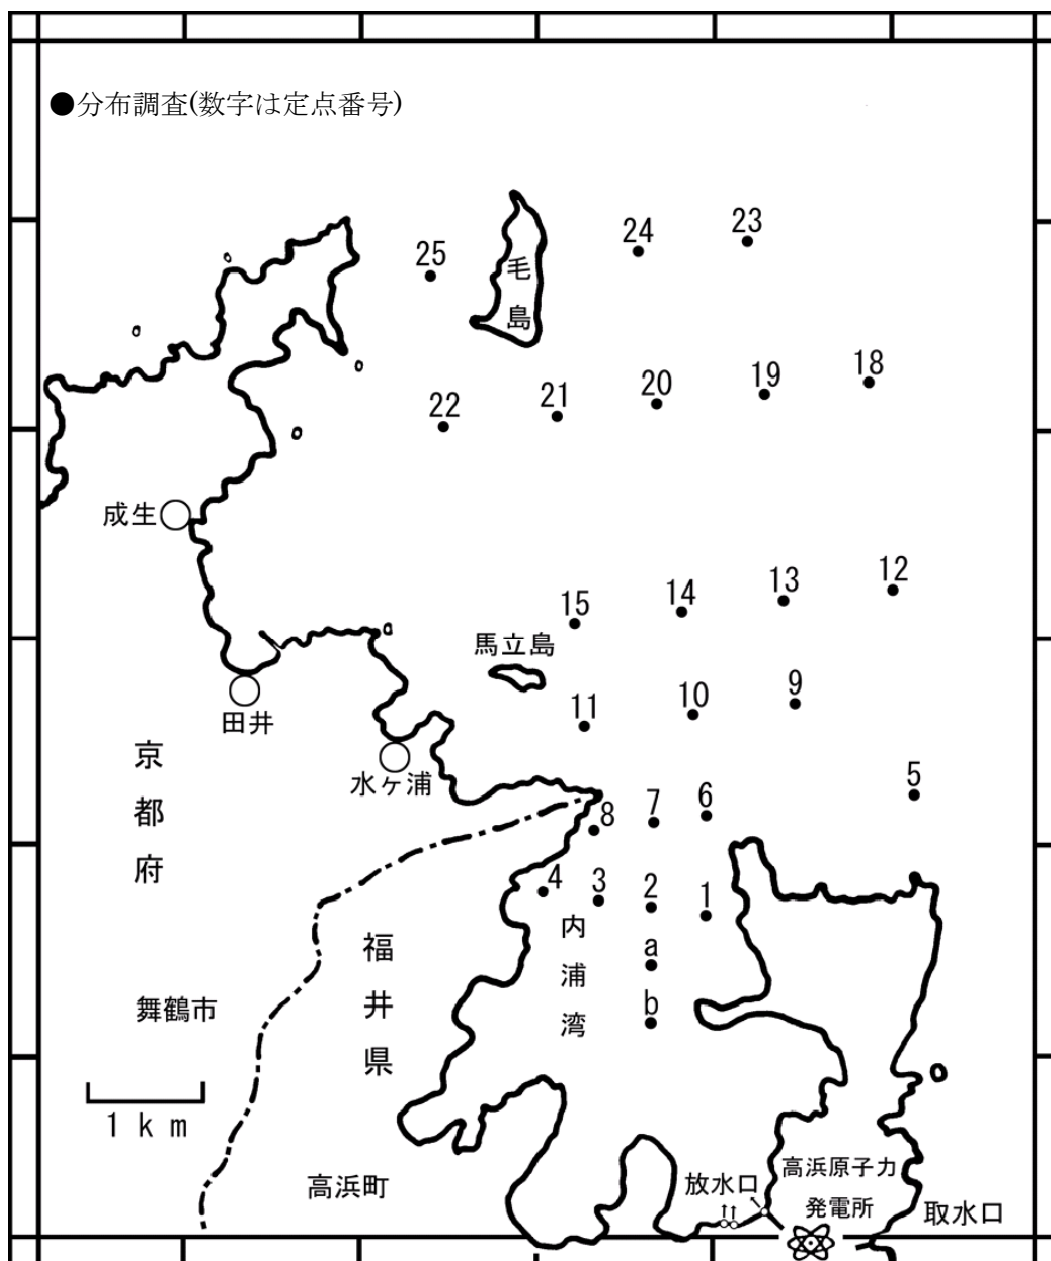 ●分布調査(数字は定点番号)
23
24
25
毛島
18
19
20
21
22
成生
12
13
14
15
馬立島
9
10
11
田井
水ヶ浦
京都府
5
6
7
8
4
3
2
1
内浦湾
a
b
福井県
舞鶴市
1km
高浜町
放水口
高浜原子力
発電所
取水口